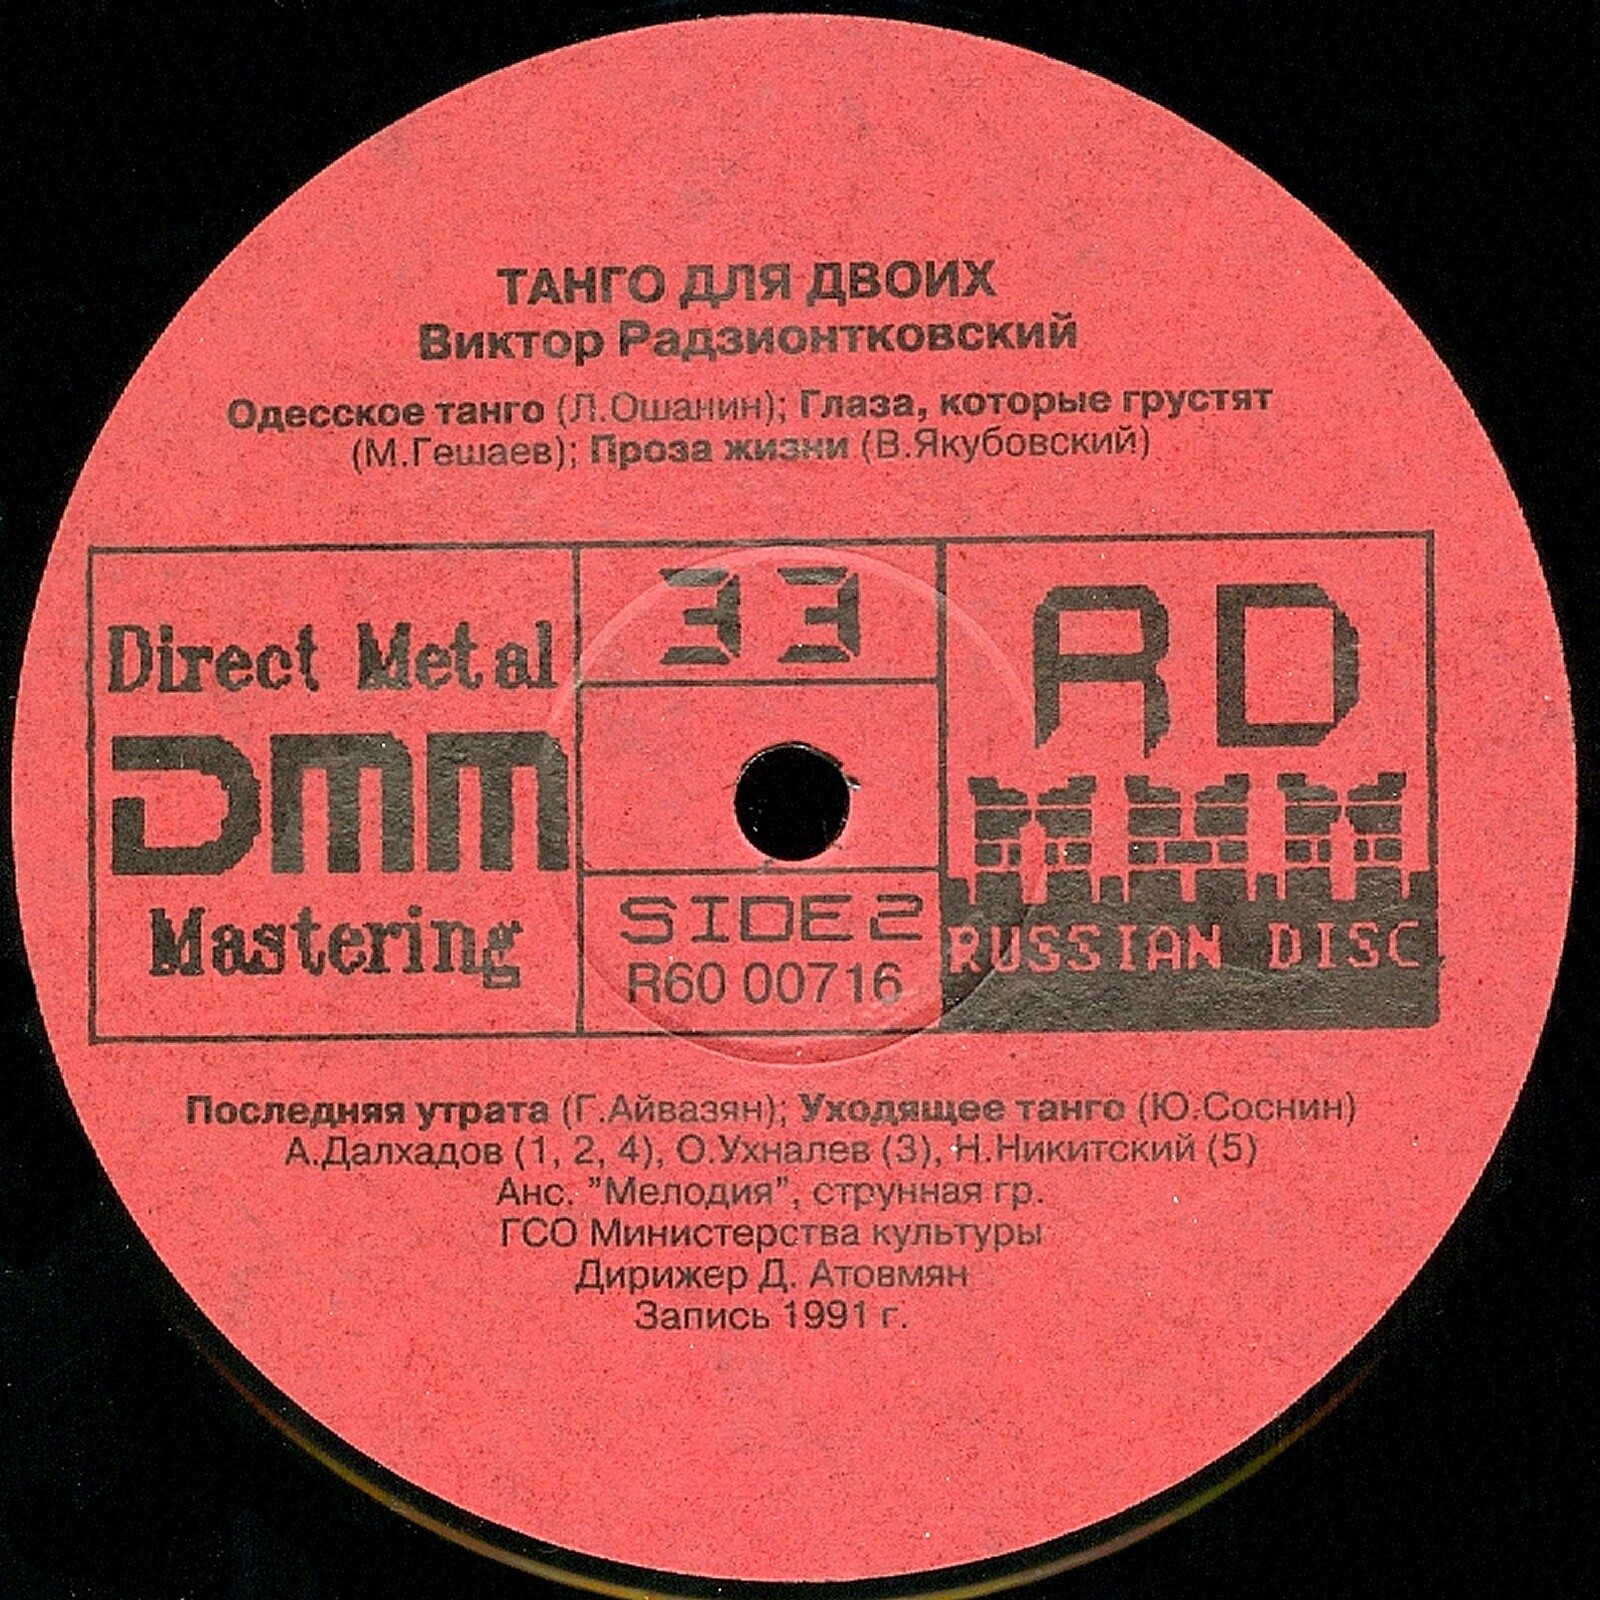 ТАНГО ДЛЯ ДВОИХ
Виктор Радзионтковский
Одесское танго (Л.Ошанин); Глаза, которые грустят
(М.Гешаев); Проза жизни (В.Якубовский)
Direct Metal
DMM
Mastering
33
SIDE 2
R60 00716
RD
RUSSIAN DISC
Последняя утрата (Г.Айвазян); Уходящее танго (Ю.Соснин)
А.Далхадов (1, 2, 4), О.Ухналев (3), Н.Никитский (5)
Анс. "Мелодия", струнная гр.
ГСО Министерства культуры
Дирижер Д. Атовмян
Запись 1991 г.